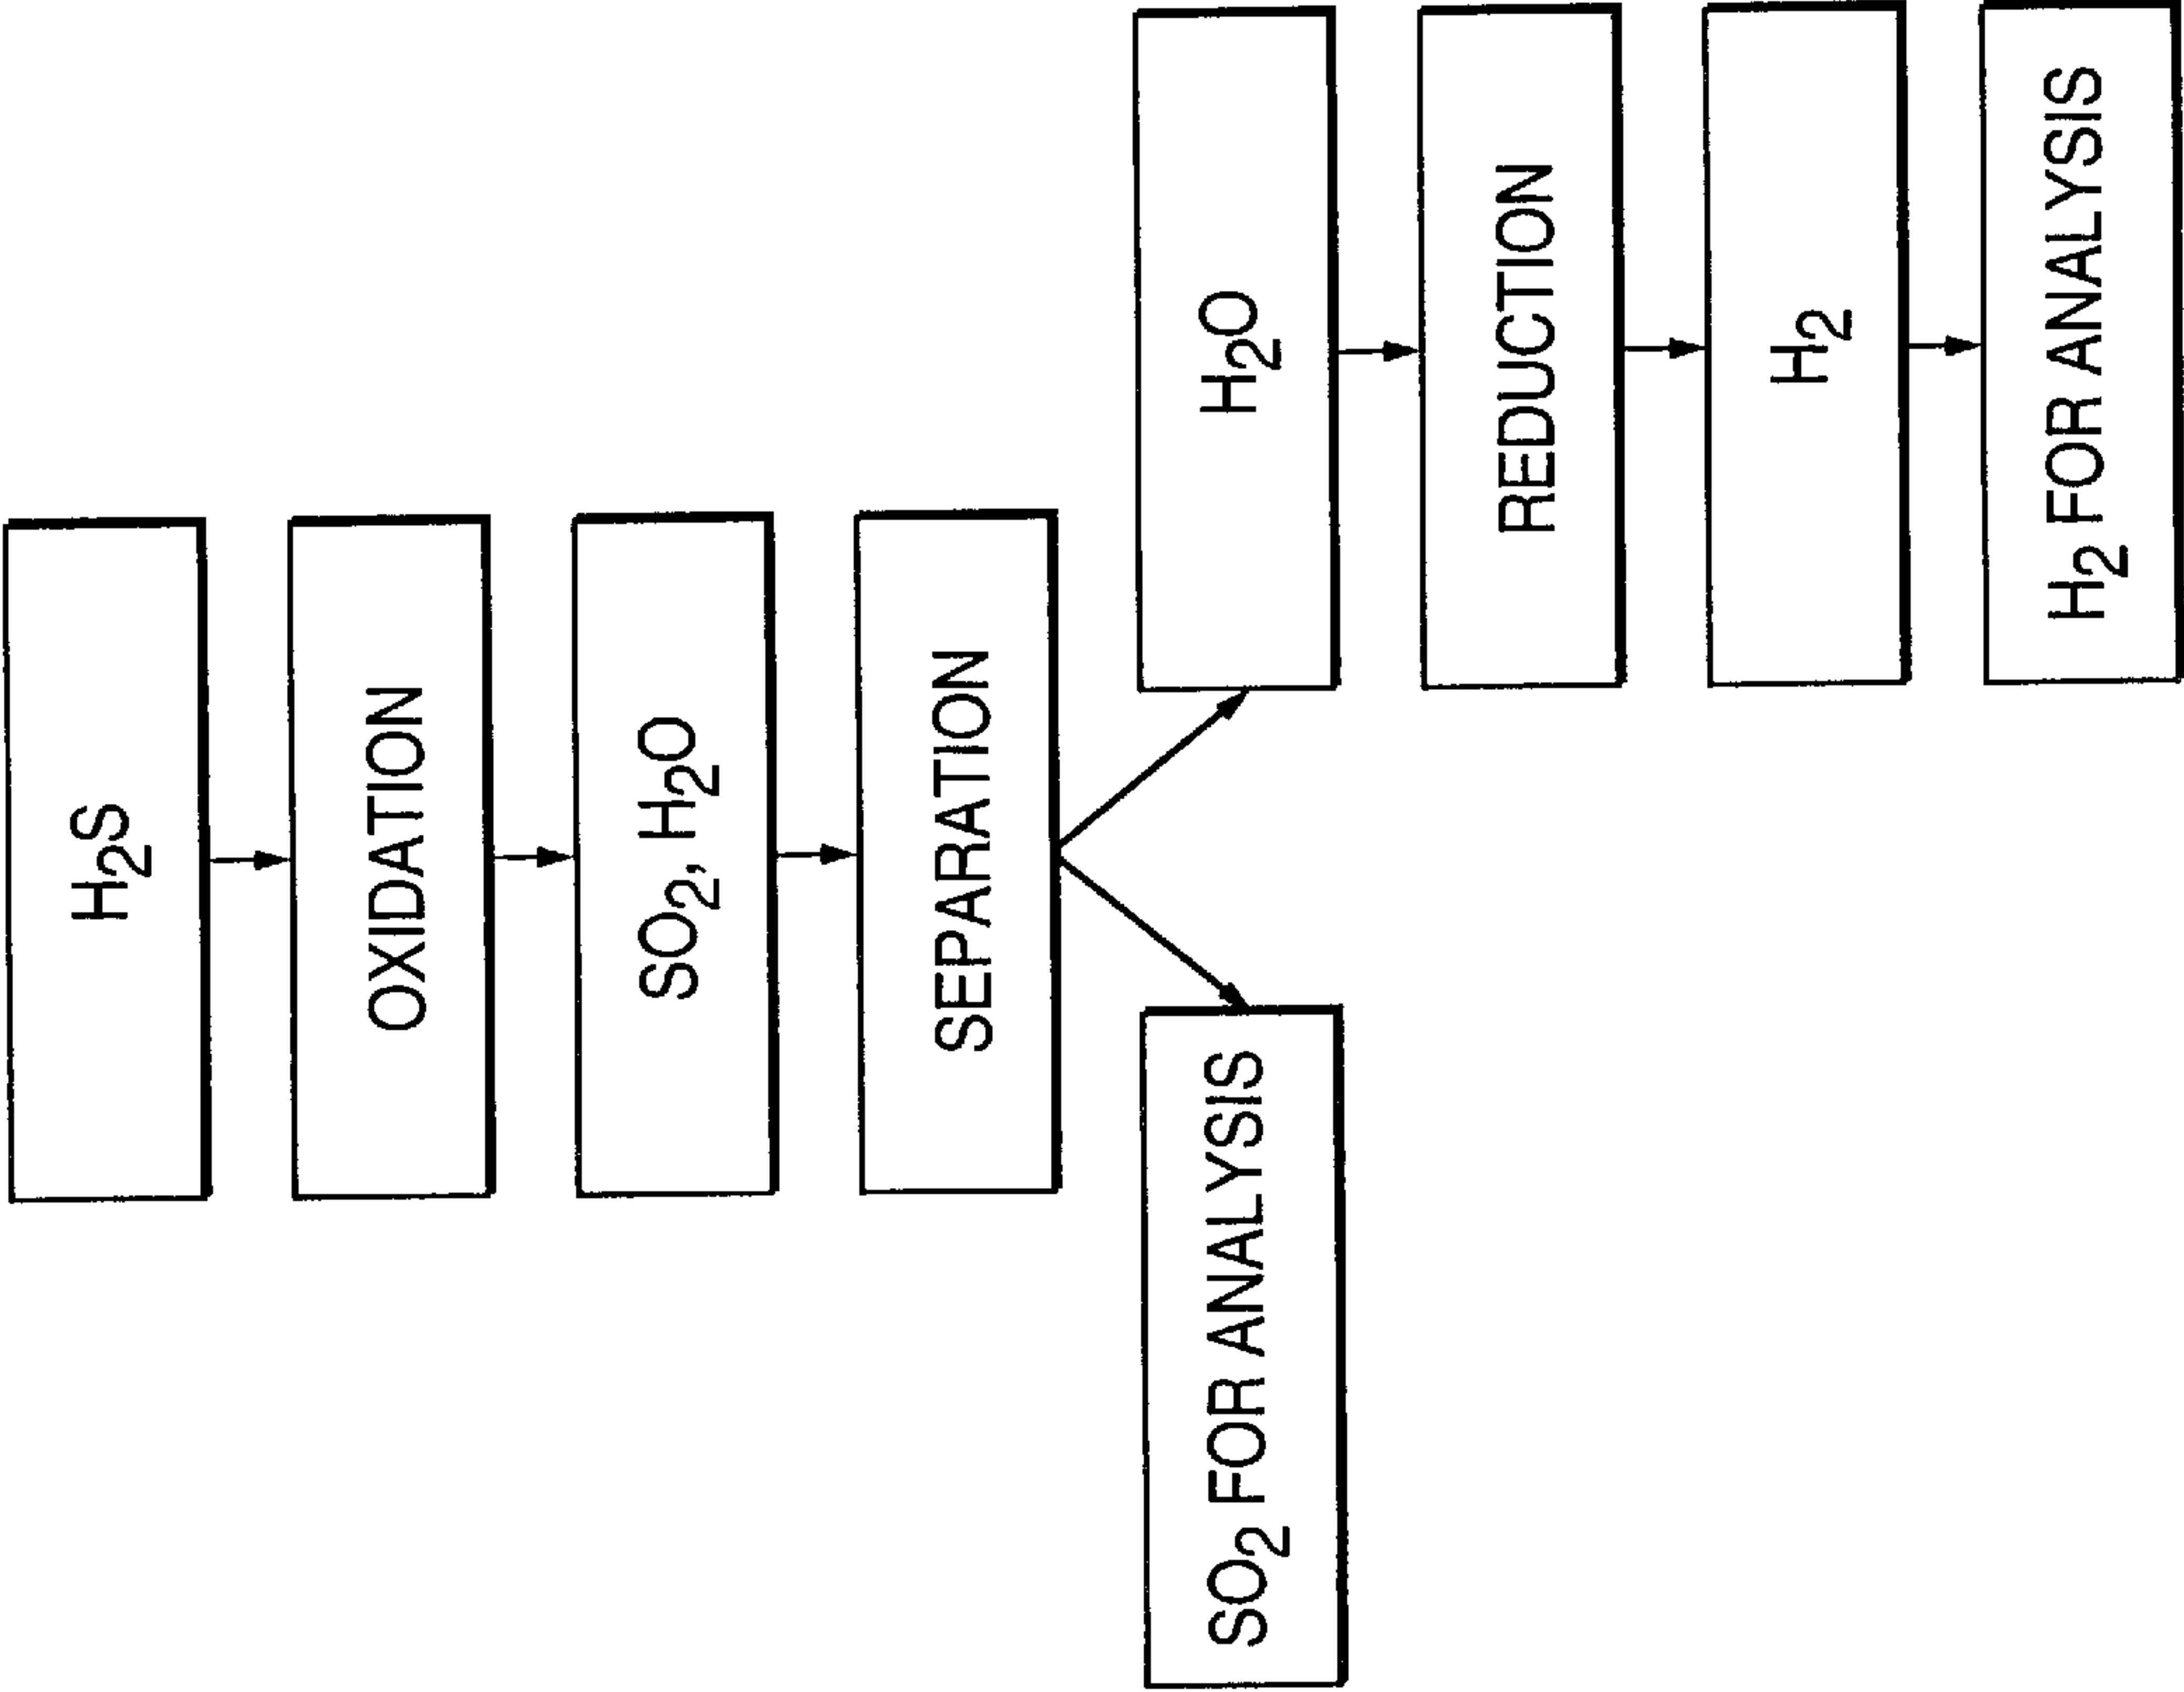 H2S
OXIDATION
SO2, H2O
SEPARATION
SO2 FOR ANALYSIS
H2O
REDUCTION
H2
H2 FOR ANALYSIS